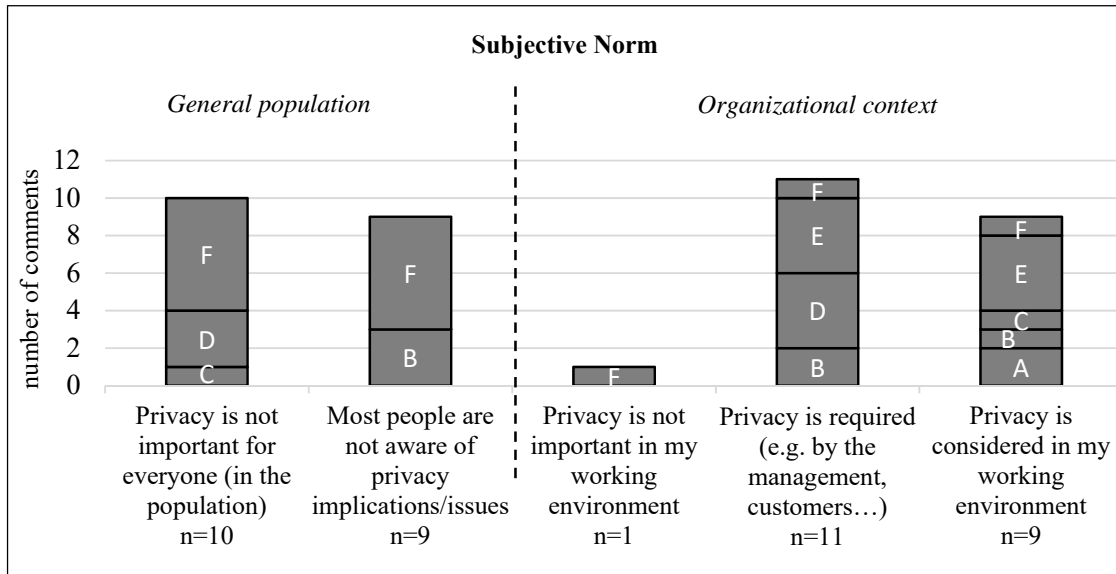 Subjective Norm
General population
Organizational context
number of comments
12
10
8
6
4
2
0
F
D
C
F
B
F
F
E
D
B
F
E
C
B
A
Privacy is not
important for
everyone (in the
population)
n=10
Most people are
not aware of
privacy
implications/issues
n=9
Privacy is not
important in my
working
environment
n=1
Privacy is required
(e.g. by the
management,
customers…)
n=11
Privacy is
considered in my
working
environment
n=9